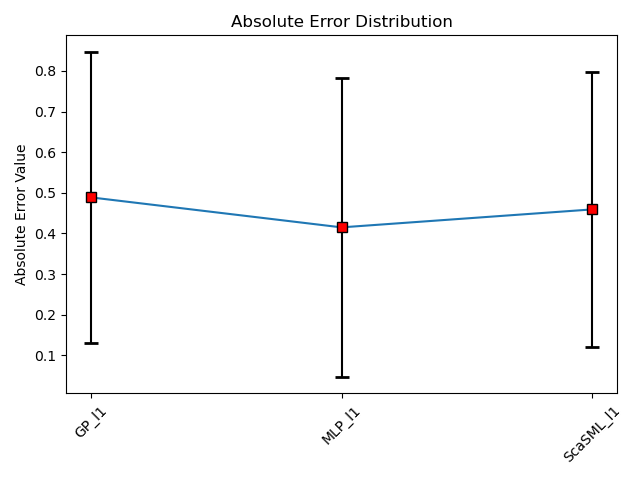 Absolute Error Distribution
Absolute Error Value
0.8
0.7
0.6
0.5
0.4
0.3
0.2
0.1
GP_l1
MLP_l1
ScaSML_l1